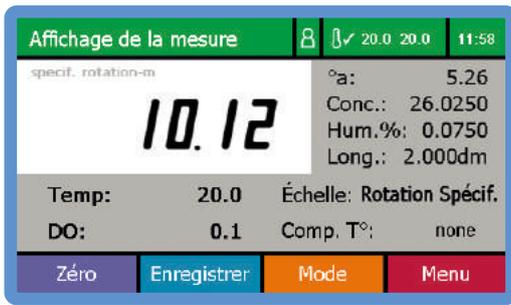 Affichage de la mesure 20.0 20.0 11:58
specif. rotation-m
10.12
°a: 5.26
Conc.: 26.0250
Hum.%: 0.0750
Long.: 2.000dm
Temp: 20.0 Échelle: Rotation Spécif.
DO: 0.1 Comp. T°: none
Zéro Enregistrer Mode Menu